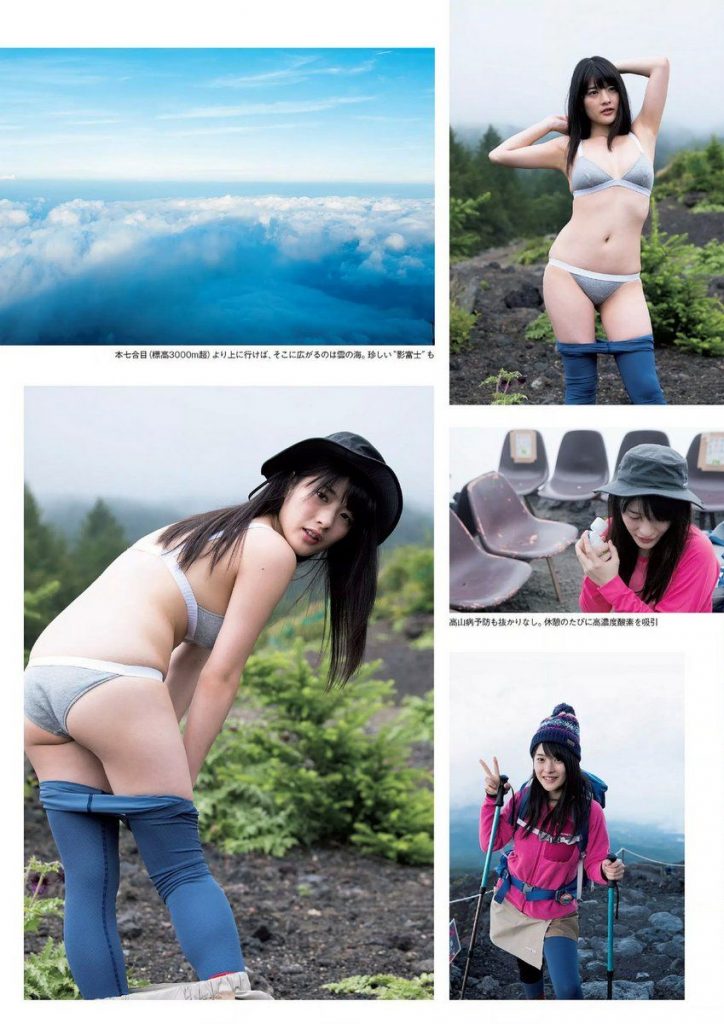 本七合目(標高3000m超)より上に行けば、そこに広がるのは雲の海。珍しい“影富士”も
高山病予防も抜かりなし。休憩のたびに高濃度酸素を吸引